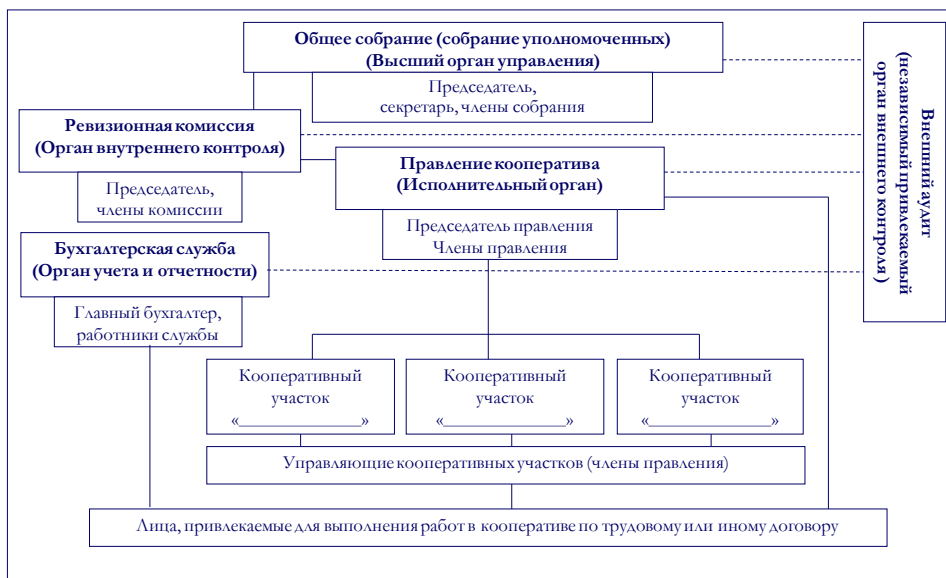 Общее собрание (собрание уполномоченных)
(Высший орган управления)
Председатель,
секретарь, члены собрания
Ревизионная комиссия
(Орган внутреннего контроля)
Председатель,
члены комиссии
Правление кооператива
(Исполнительный орган)
Председатель правления
Члены правления
Бухгалтерская служба
(Орган учета и отчетности)
Главный бухгалтер,
работники службы
Внешний аудит
(независимый привлекаемый
орган внешнего контроля )
Кооперативный
участок
«______________»
Кооперативный
участок
«______________»
Кооперативный
участок
«______________»
Управляющие кооперативных участков (члены правления)
Лица, привлекаемые для выполнения работ в кооперативе по трудовому или иному договору